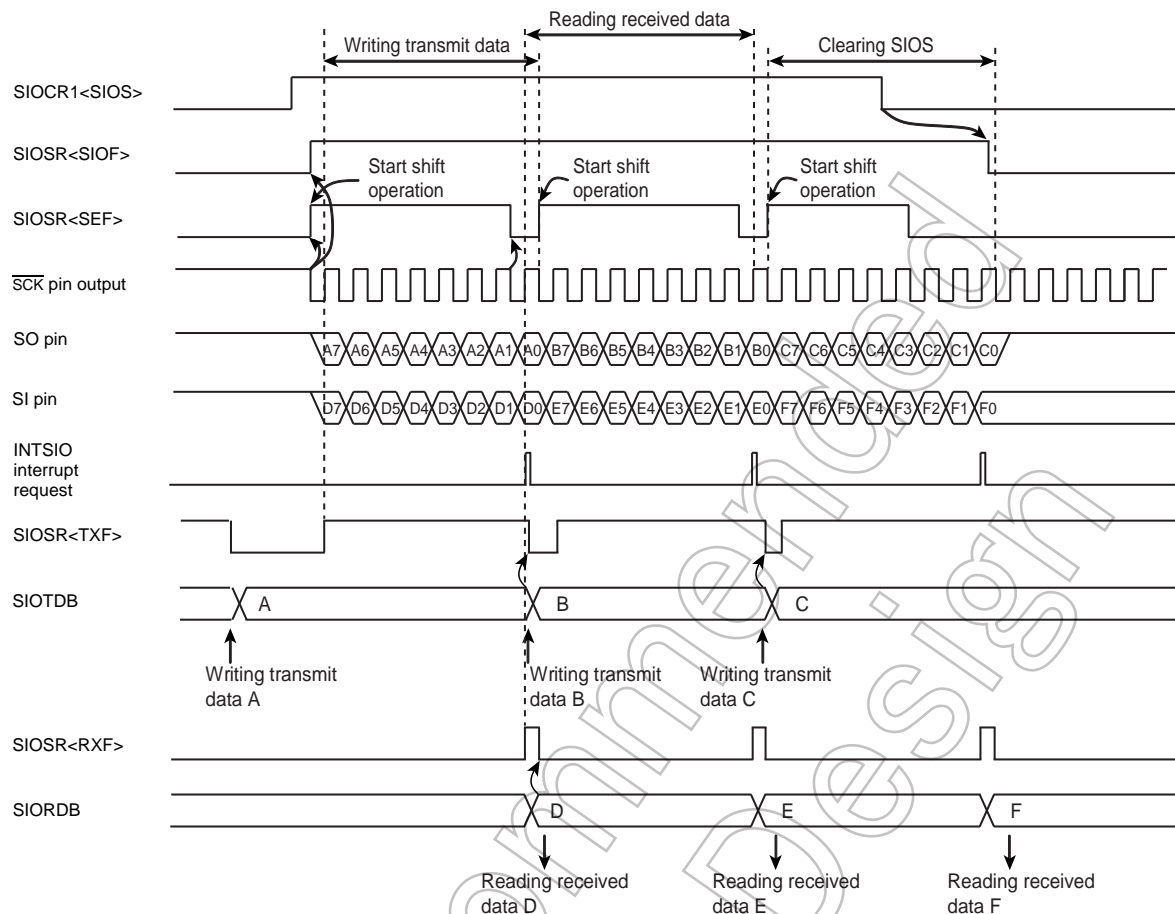 Reading received data
Writing transmit data
Clearing SIOS
SIOCR1<SIOS>
SIOSR<SIOF>
Start shift
operation
Start shift
operation
Start shift
operation
SIOSR<SEF>
SCK pin output
SO pin
A7 A6 A5 A4 A3 A2 A1 A0 B7 B6 B5 B4 B3 B2 B1 B0 C7 C6 C5 C4 C3 C2 C1 C0
SI pin
D7 D6 D5 D4 D3 D2 D1 D0 E7 E6 E5 E4 E3 E2 E1 E0 F7 F6 F5 F4 F3 F2 F1 F0
INTSIO
interrupt
request
SIOSR<TXF>
SIOTDB
A B C
Writing transmit
data A
Writing transmit
data B
Writing transmit
data C
SIOSR<RXF>
SIORDB
D E F
Reading received
data D
Reading received
data E
Reading received
data F
ommended
Design